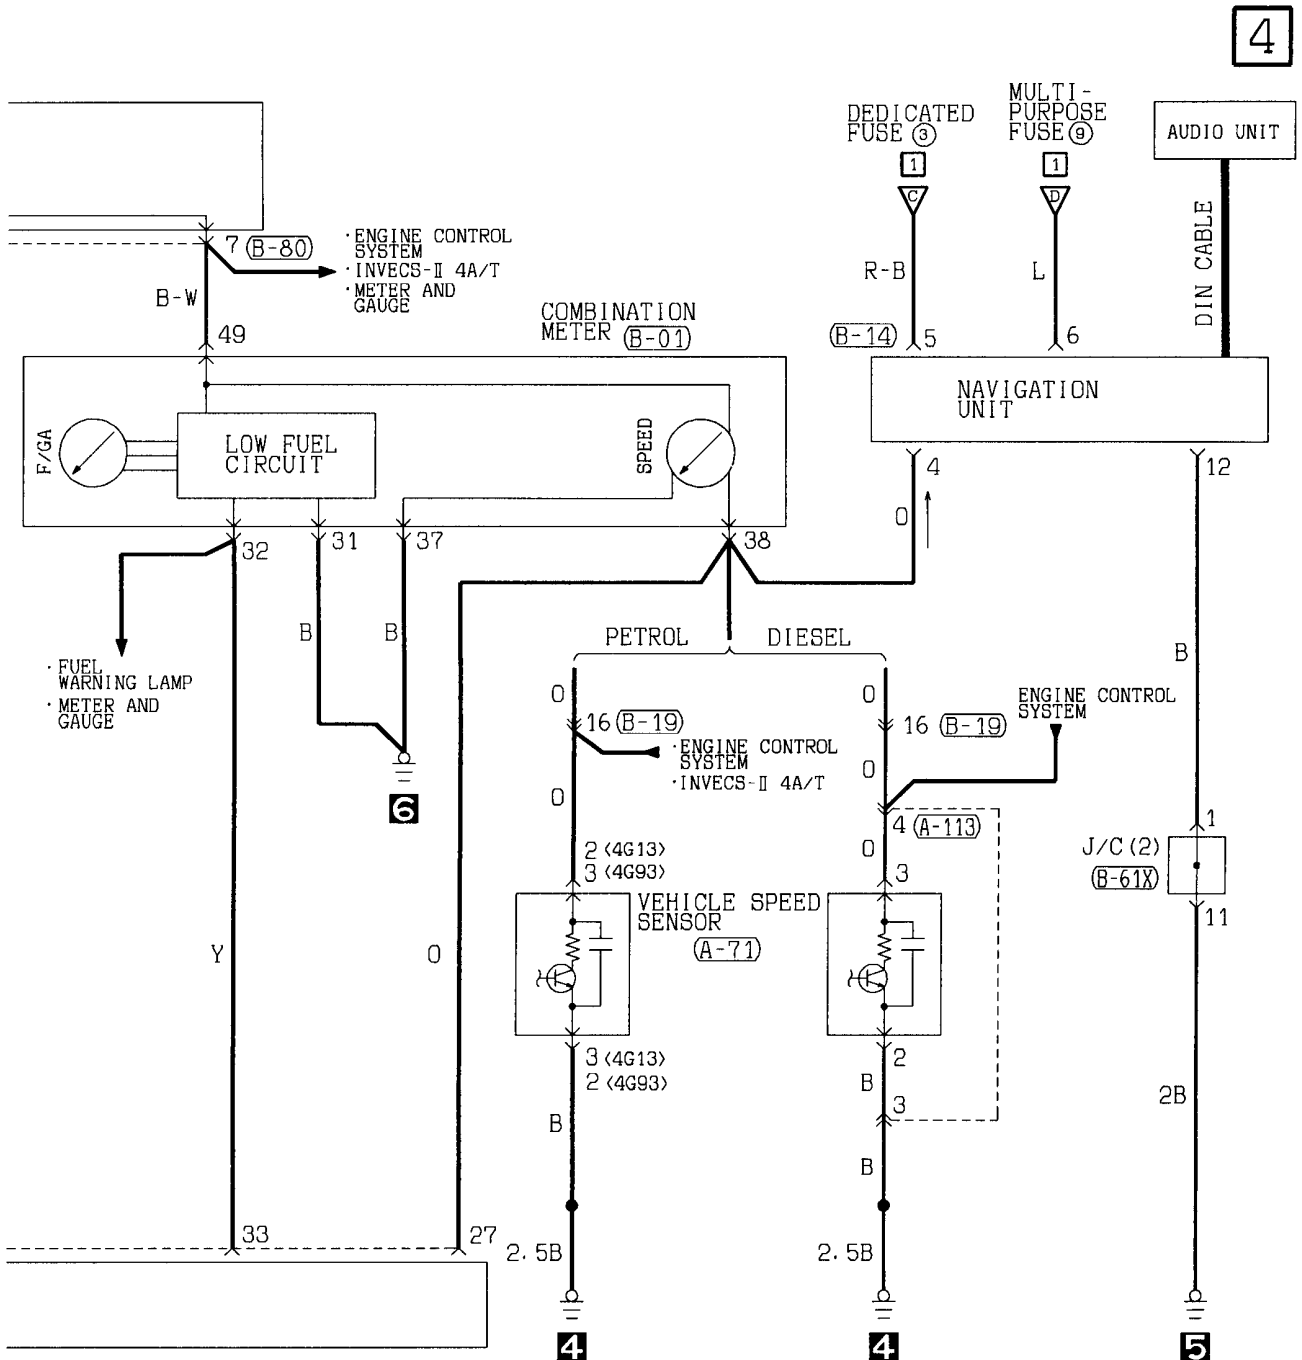 4
DEDICATED
FUSE ③
1
C
MULTI-
PURPOSE
FUSE ⑨
1
D
AUDIO UNIT
DIN CABLE
7 (B-80)
·ENGINE CONTROL
SYSTEM
·INVECS-Ⅱ 4A/T
·METER AND
GAUGE
B-W
49
COMBINATION
METER (B-01)
R-B
L
(B-14) 5
6
NAVIGATION
UNIT
F/GA
LOW FUEL
CIRCUIT
SPEED
4
12
O
32
31
37
38
B
B
PETROL
DIESEL
B
·FUEL
WARNING LAMP
·METER AND
GAUGE
O
O
ENGINE CONTROL
SYSTEM
16 (B-19)
16 (B-19)
·ENGINE CONTROL
SYSTEM
·INVECS-Ⅱ 4A/T
6
O
O
4 (A-113)
1
2 <4G13>
3 <4G93>
O
3
J/C (2)
(B-61X)
VEHICLE SPEED
SENSOR
(A-71)
11
Y
O
3 <4G13>
2 <4G93>
2
B
3
2B
B
B
33
27
2.5B
2.5B
4
4
5